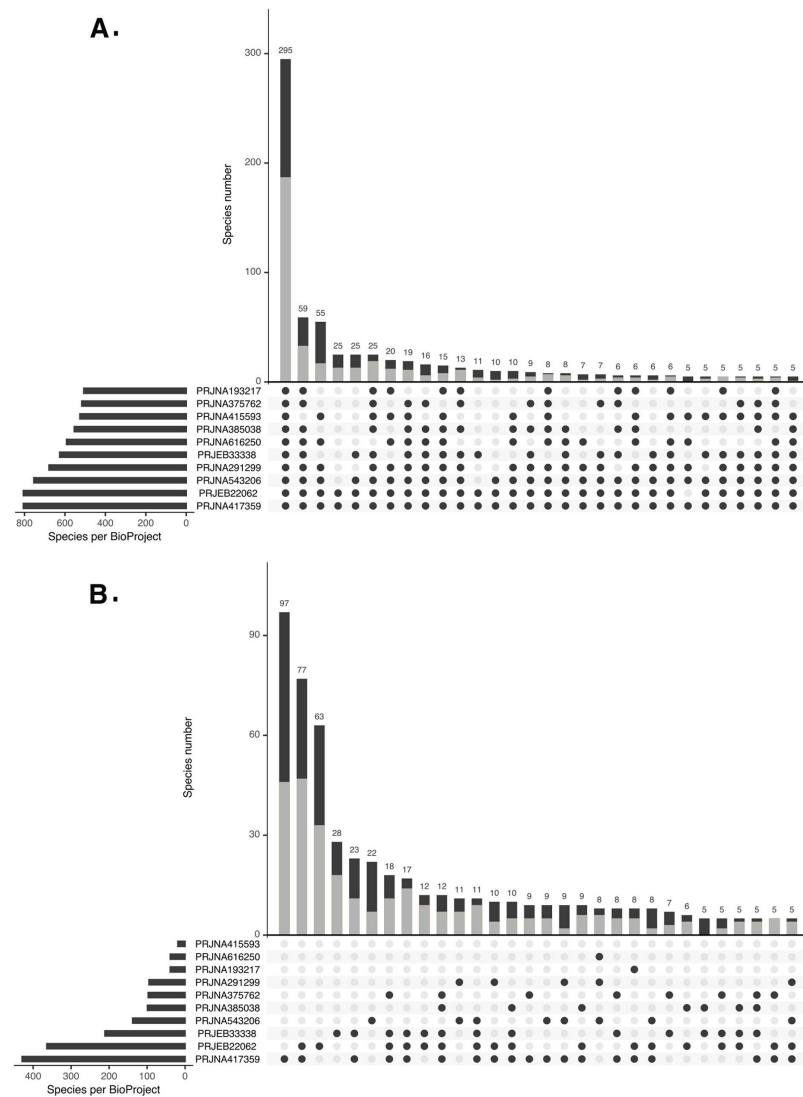 A.
Species number
300
200
100
0
295
59
55
25
25
25
20
19
16
15
13
11
10
10
9
8
8
7
7
6
6
6
6
5
5
5
5
5
5
5
PRJNA193217
PRJNA375762
PRJNA415593
PRJNA385038
PRJNA616250
PRJEB33338
PRJNA291299
PRJNA543206
PRJEB22062
PRJNA417359
800 600 400 200 0
Species per BioProject
B.
Species number
90
60
30
0
97
77
63
28
23
22
18
17
12
12
11
11
10
10
9
9
9
9
8
8
8
8
7
6
5
5
5
5
5
5
PRJNA415593
PRJNA616250
PRJNA193217
PRJNA291299
PRJNA375762
PRJNA385038
PRJNA543206
PRJEB33338
PRJEB22062
PRJNA417359
400 300 200 100 0
Species per BioProject